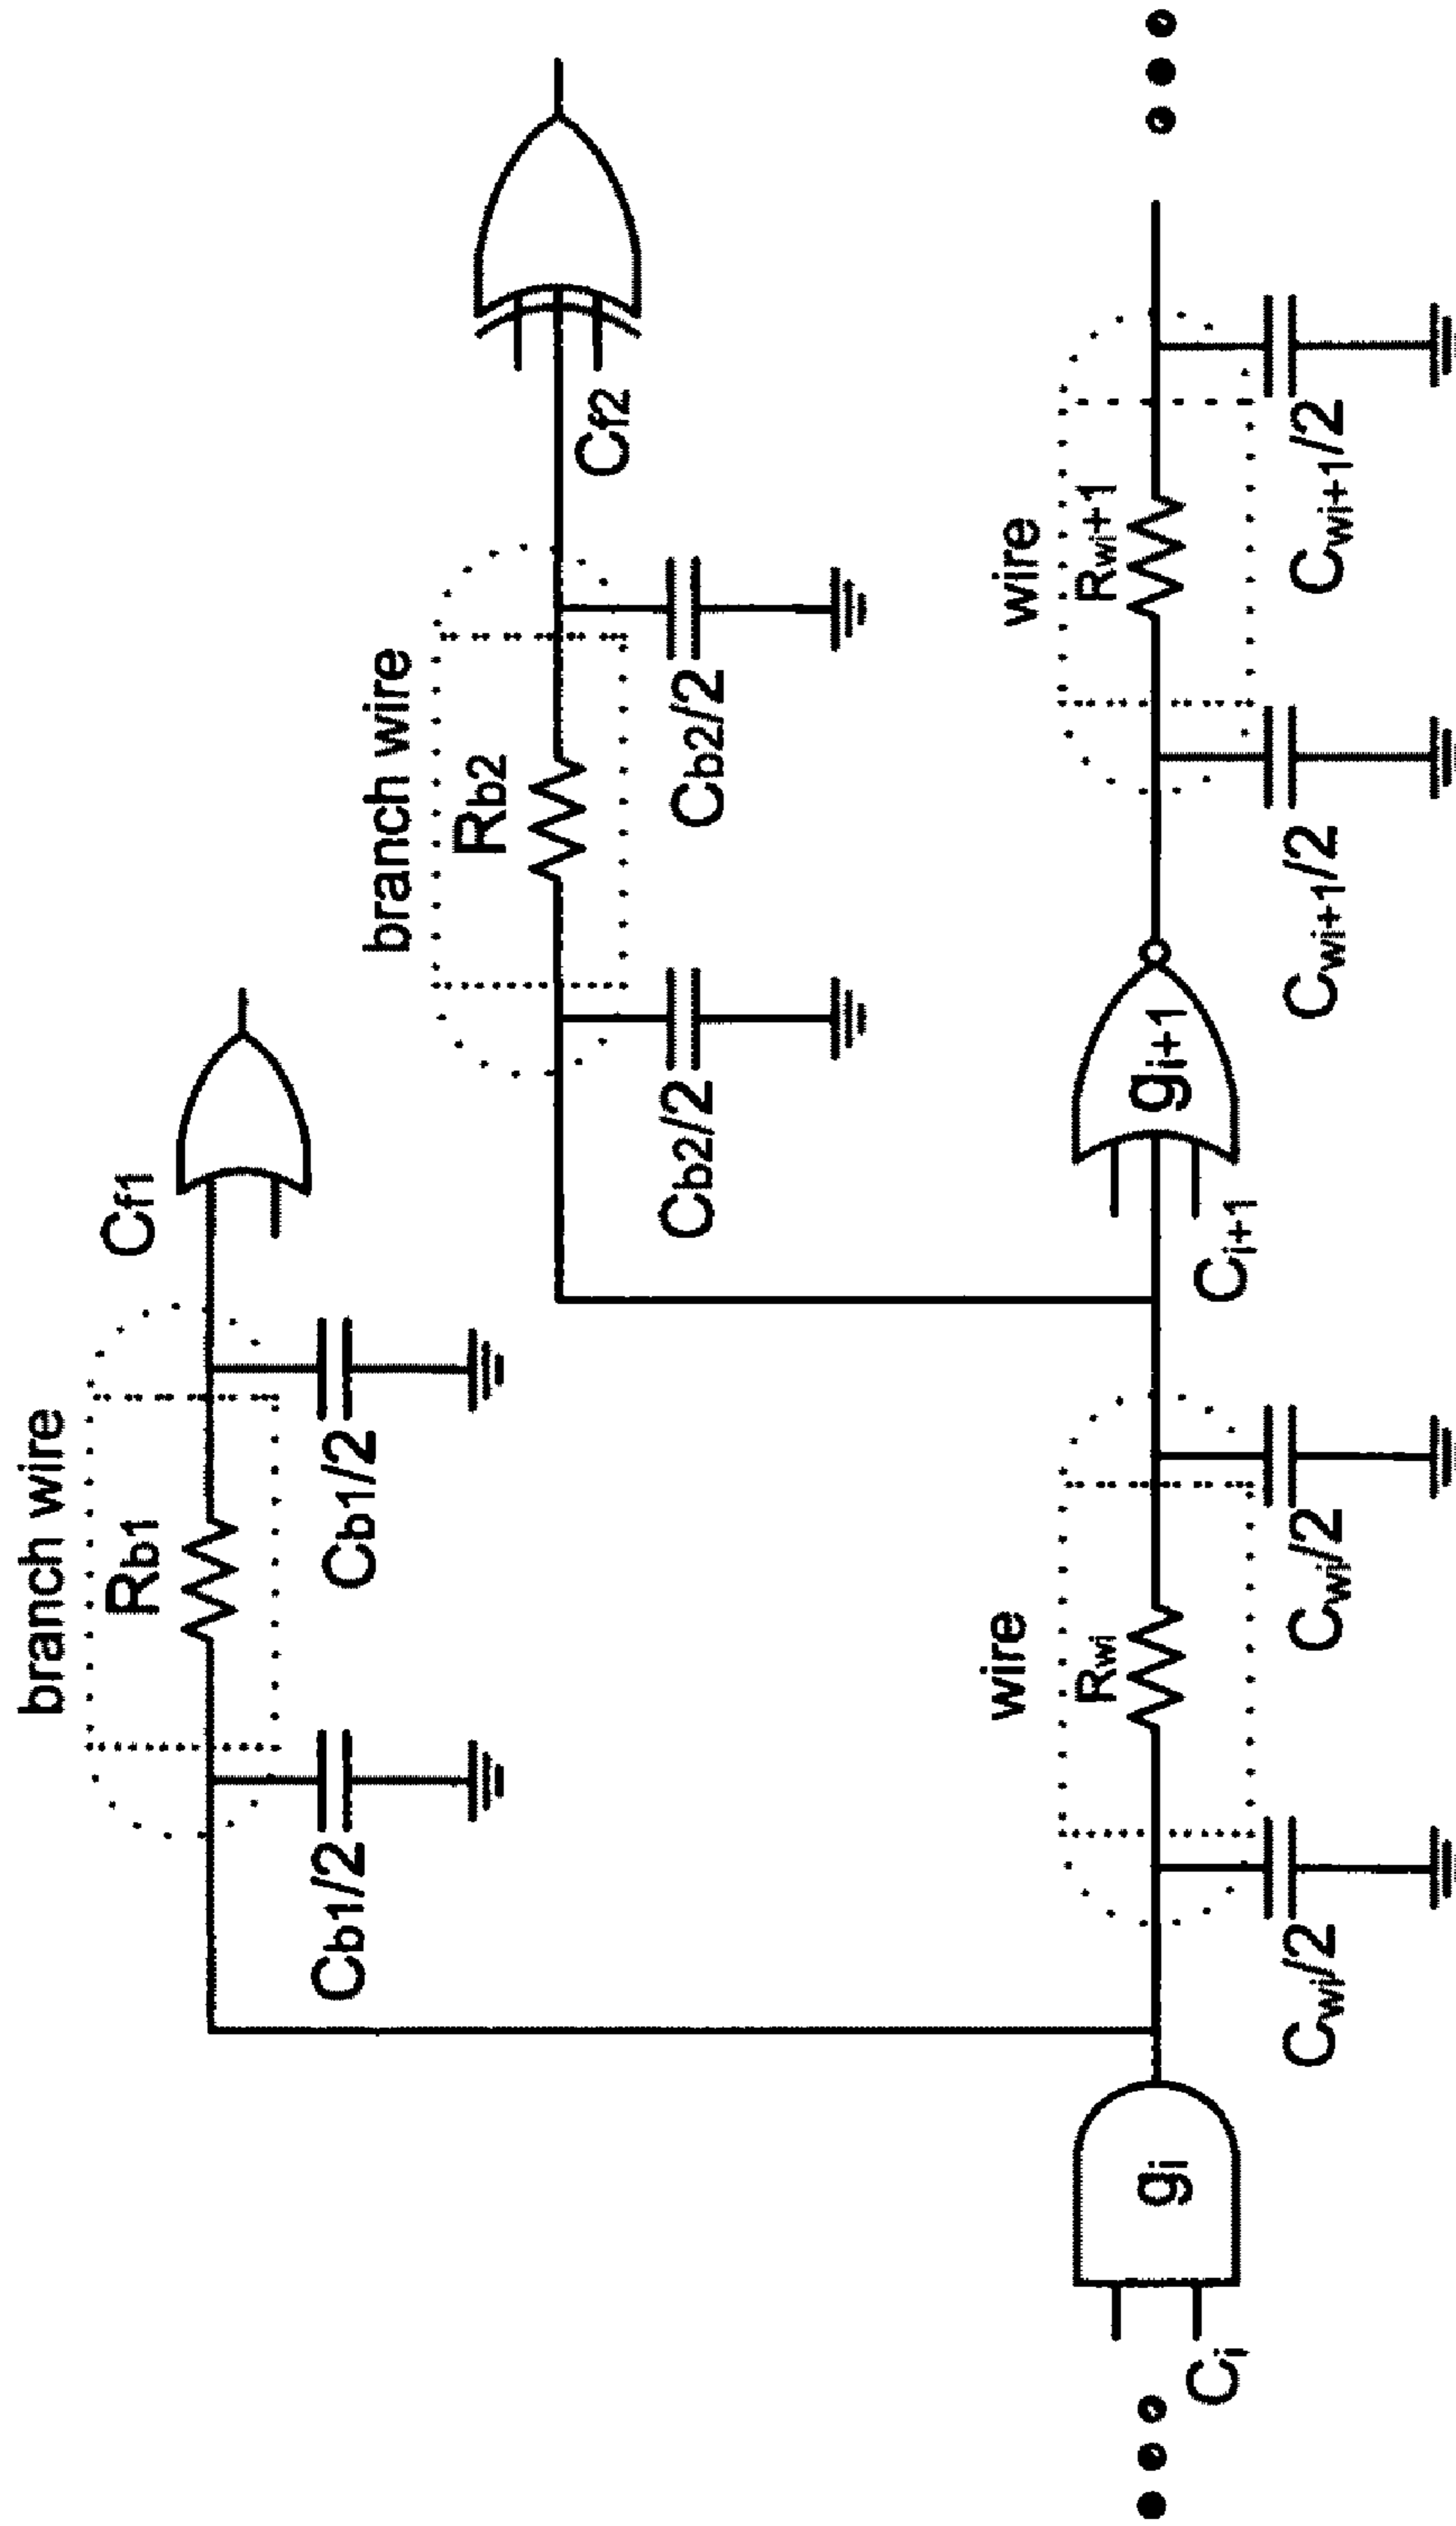 branch wire
Rb1
Cb1/2
Cb1/2
Cf1
branch wire
Rb2
Cb2/2
Cb2/2
Cf2
wire
Rwi
Cwi/2
Cwi/2
gi
Ci
gi+1
Ci+1
wire
Rwi+1
Cwi+1/2
Cwi+1/2